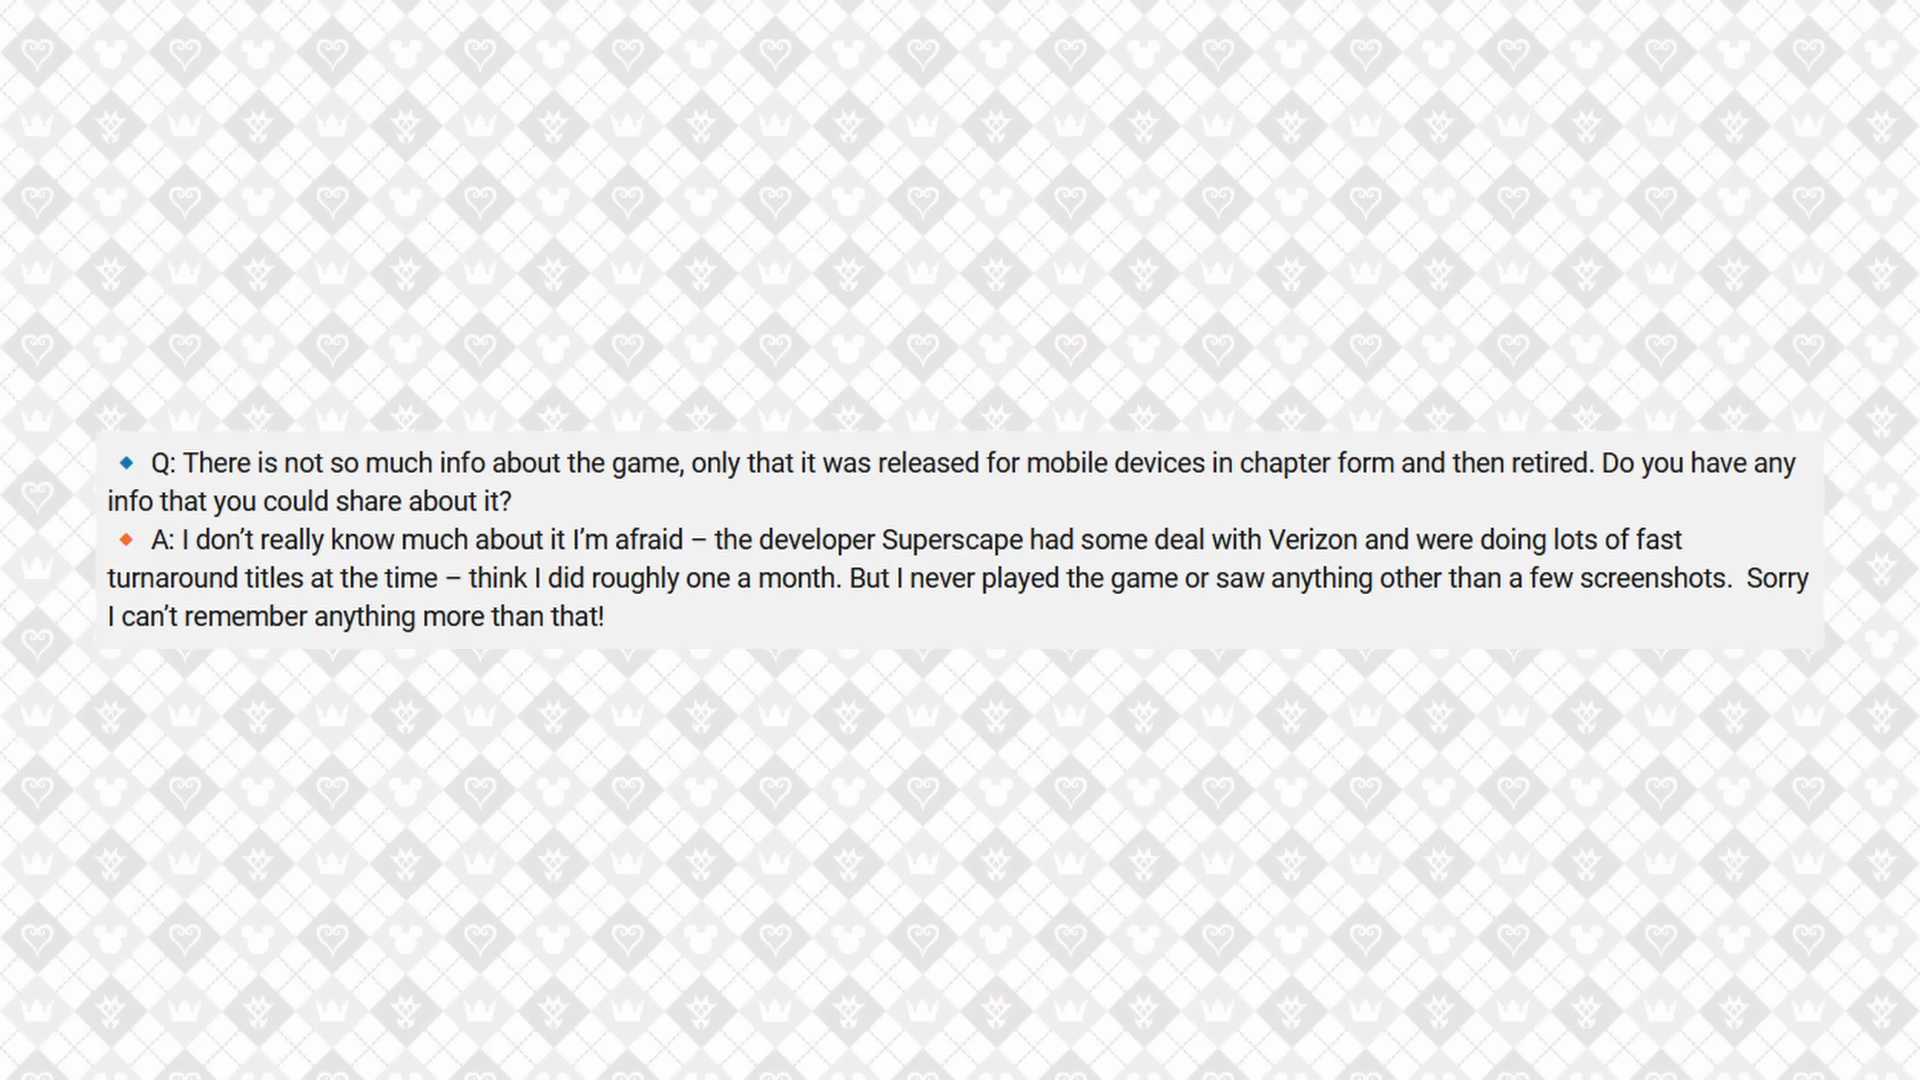 🔹 Q: There is not so much info about the game, only that it was released for mobile devices in chapter form and then retired. Do you have any
info that you could share about it?
🔸 A: I don’t really know much about it I’m afraid – the developer Superscape had some deal with Verizon and were doing lots of fast
turnaround titles at the time – think I did roughly one a month. But I never played the game or saw anything other than a few screenshots.  Sorry
I can’t remember anything more than that!